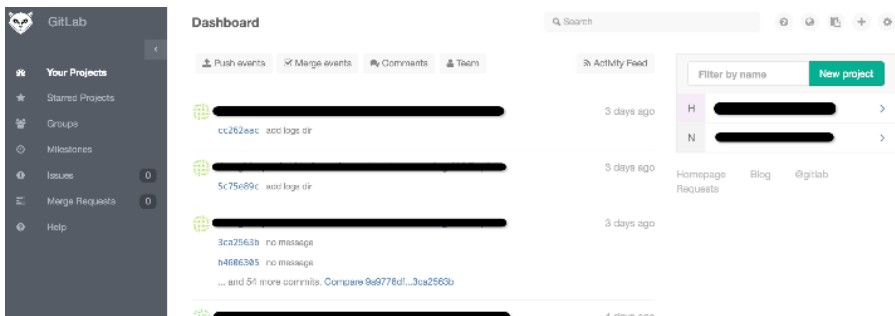 GitLab
Dashboard
Search
Push events
Merge events
Comments
Team
Activity Feed
Filter by name
New project
Your Projects
Starred Projects
Groups
Milestones
Issues 0
Merge Requests 0
Help
3 days ago
cc262aac add logs dir
3 days ago
5c75e89c add logs dir
3 days ago
3ca2563b no message
b4606305 no message
... and 54 more commits. Compare 9a9776df...3ca2563b
4 days ago
H
N
Homepage
Blog
@gitlab
Requests